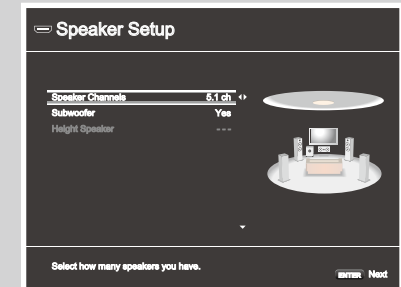 Speaker Setup
Speaker Channels 5.1 ch
Subwoofer Yes
Height Speaker ---
Select how many speakers you have.
ENTER Next